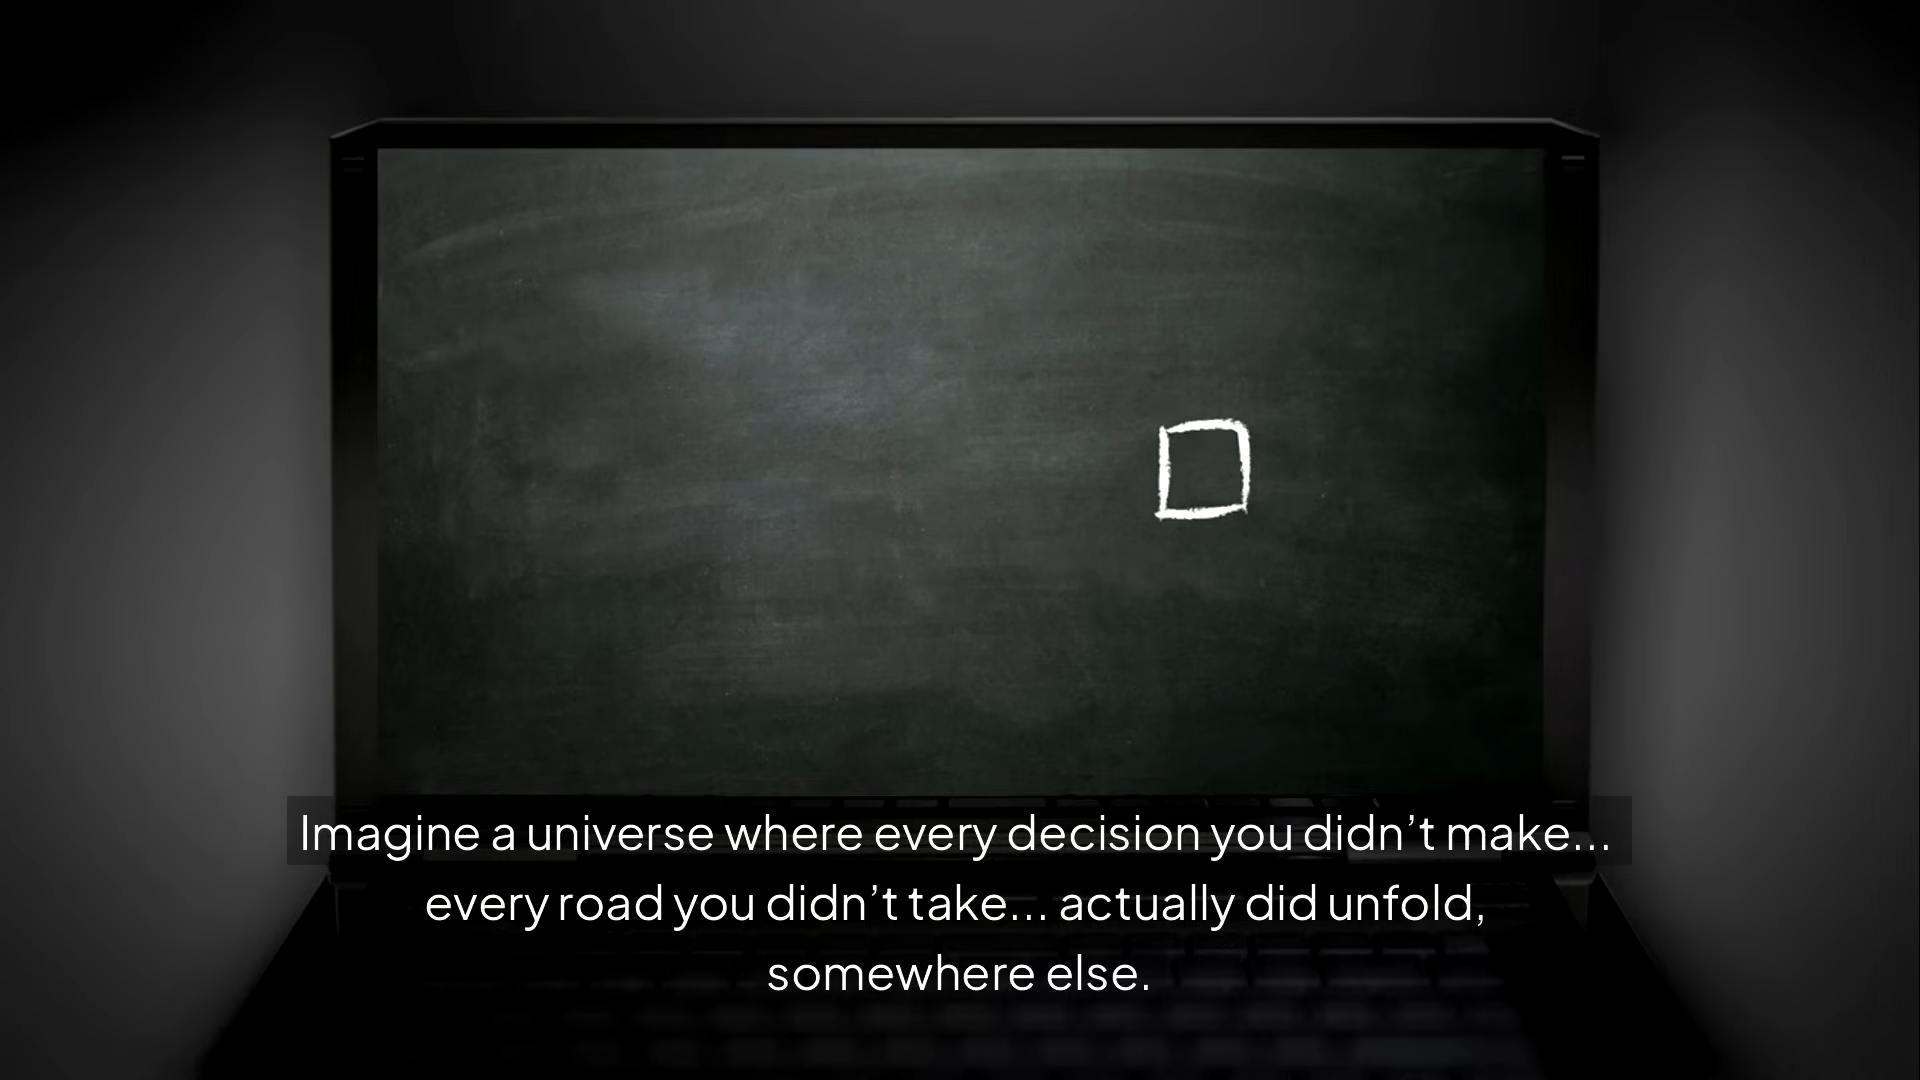 Imagine a universe where every decision you didn’t make...
every road you didn’t take... actually did unfold,
somewhere else.